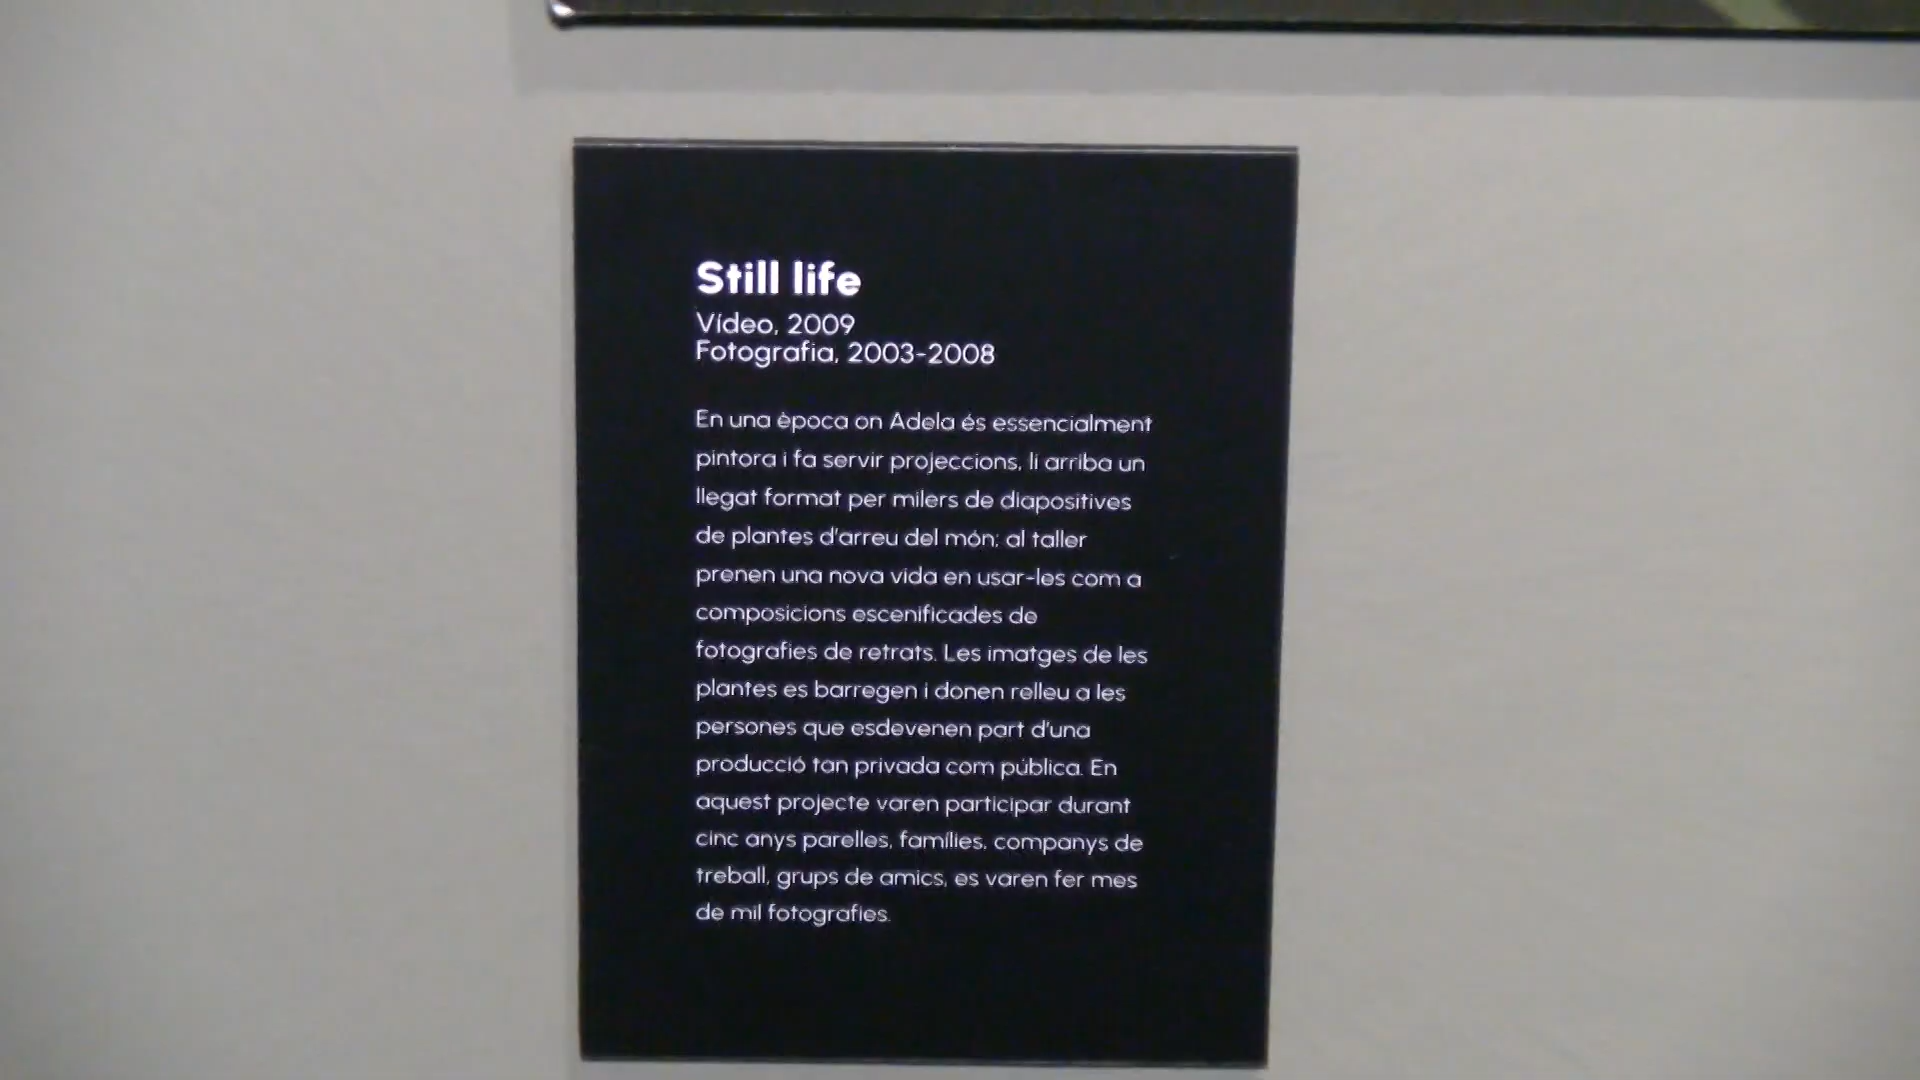 Still life
Vídeo, 2009
Fotografia, 2003-2008
En una època on Adela és essencialment
pintora i fa servir projeccions, li arriba un
llegat format per milers de diapositives
de plantes d'arreu del món; al taller
prenen una nova vida en usar-les com a
composicions escenificades de
fotografies de retrats. Les imatges de les
plantes es barregen i donen relleu a les
persones que esdevenen part d'una
producció tan privada com pública. En
aquest projecte varen participar durant
cinc anys parelles, famílies, companys de
treball, grups de amics, es varen fer mes
de mil fotografies.